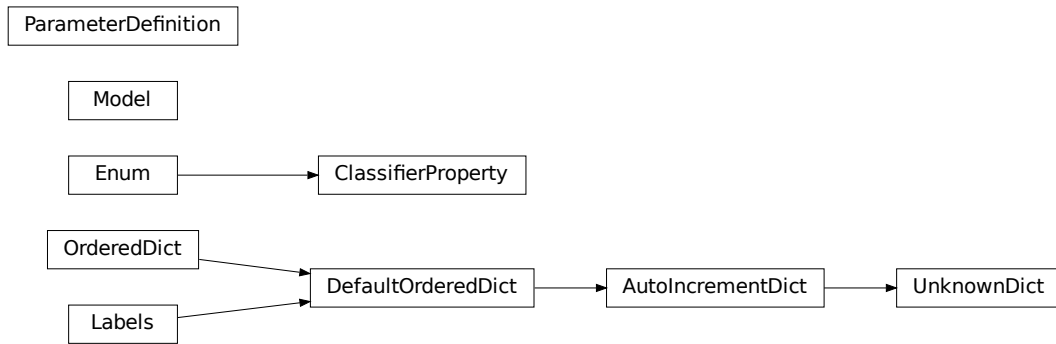 ParameterDefinition
Model
Enum
ClassifierProperty
OrderedDict
DefaultOrderedDict
AutoIncrementDict
UnknownDict
Labels